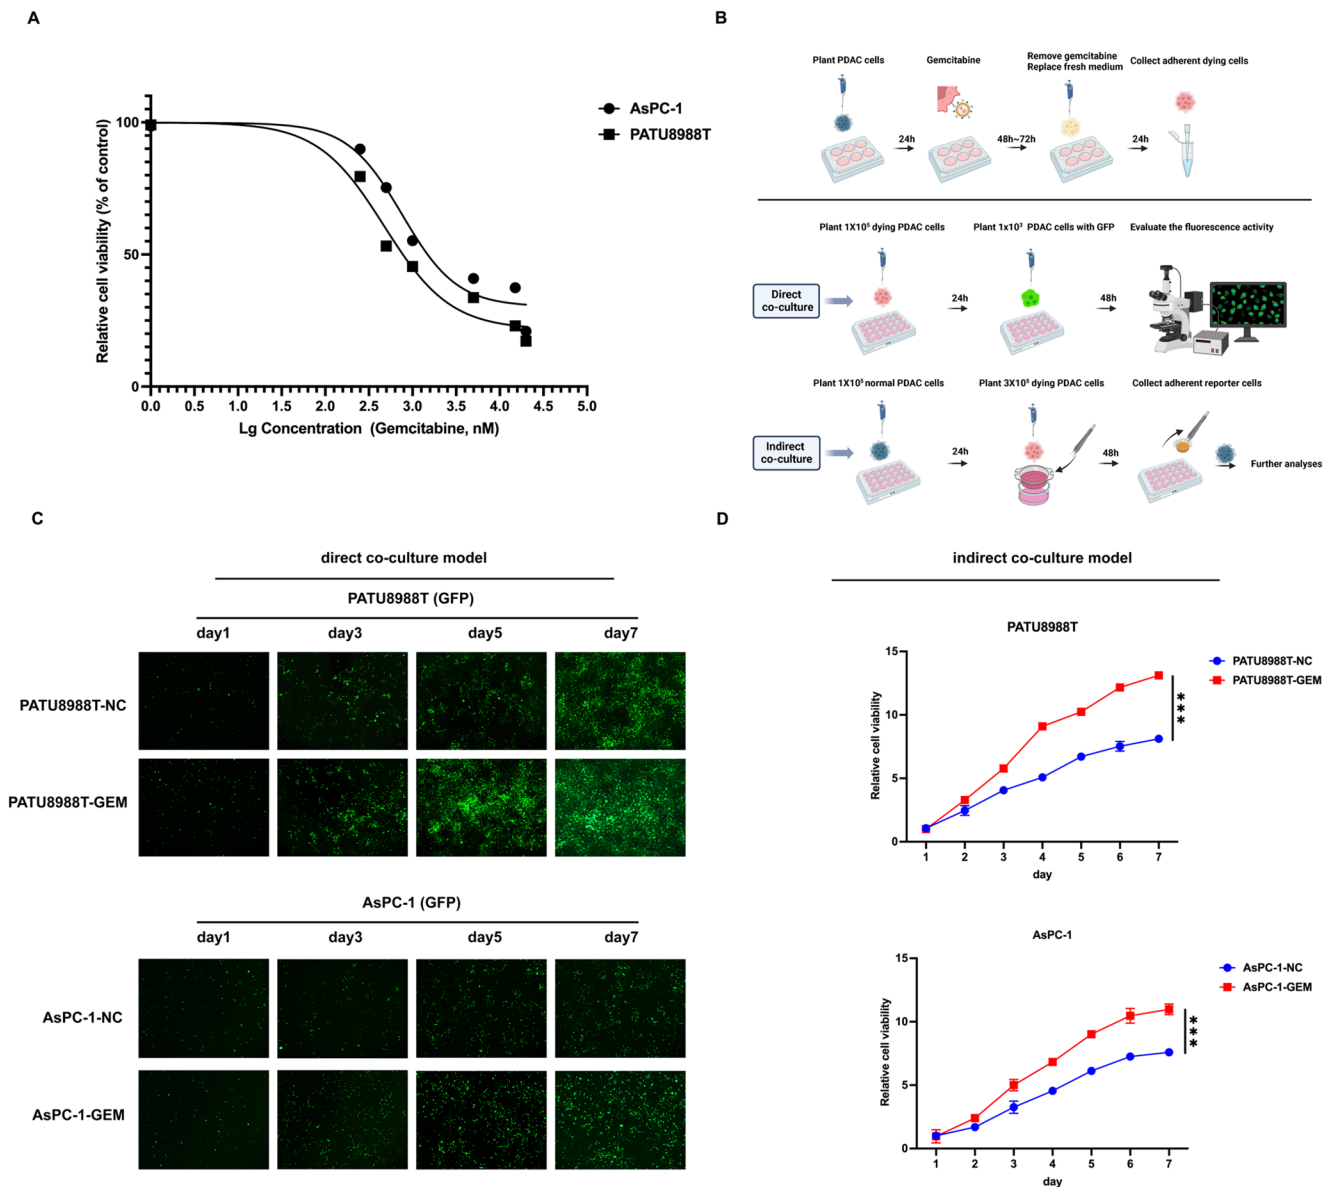 A
AsPC-1
PATU8988T
Relative cell viability (% of control)
100
50
0
0.0 0.5 1.0 1.5 2.0 2.5 3.0 3.5 4.0 4.5 5.0
Lg Concentration (Gemcitabine, nM)
B
Plant PDAC cells
Gemcitabine
Remove gemcitabine
Replace fresh medium
Collect adherent dying cells
24h
48h~72h
24h
Plant 1X10⁵ dying PDAC cells
Plant 1x10³ PDAC cells with GFP
Evaluate the fluorescence activity
Direct
co-culture
24h
48h
Plant 1X10⁵ normal PDAC cells
Plant 3X10⁵ dying PDAC cells
Collect adherent reporter cells
Indirect
co-culture
24h
48h
Further analyses
C
direct co-culture model
PATU8988T (GFP)
day1 day3 day5 day7
PATU8988T-NC
PATU8988T-GEM
AsPC-1 (GFP)
day1 day3 day5 day7
AsPC-1-NC
AsPC-1-GEM
D
indirect co-culture model
PATU8988T
Relative cell viability
15
10
5
0
1 2 3 4 5 6 7
day
PATU8988T-NC
PATU8988T-GEM
***
AsPC-1
Relative cell viability
15
10
5
0
1 2 3 4 5 6 7
day
AsPC-1-NC
AsPC-1-GEM
***